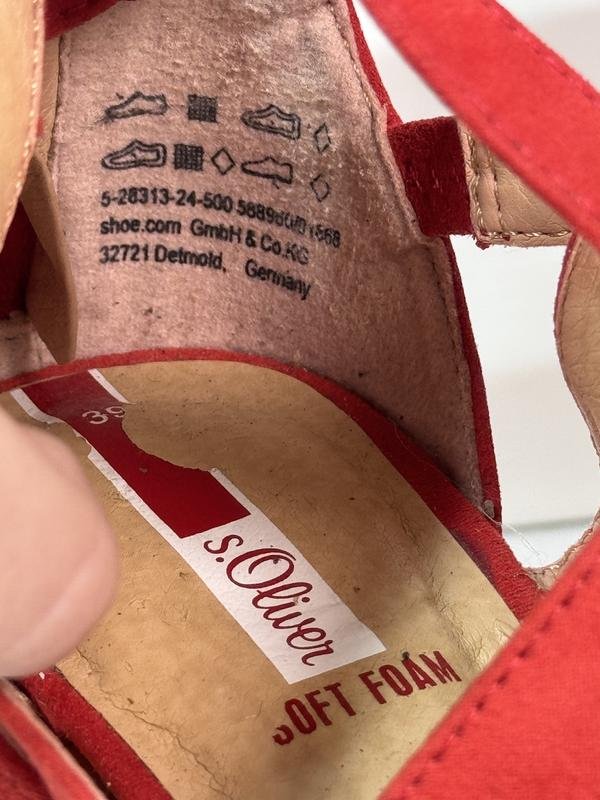 5-28313-24-500
shoe.com GmbH & Co.KG
32721 Detmold, Germany
39
s.Oliver
SOFT FOAM